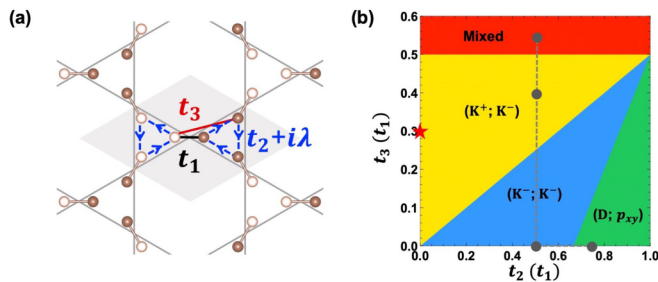 (a)
t₃
t₂+iλ
t₁
(b)
t₃ (t₁)
0.6
0.5
0.4
0.3
0.2
0.1
0.0
Mixed
(K⁺; K⁻)
(K⁻; K⁻)
(D; pₓᵧ)
0.0 0.2 0.4 0.6 0.8 1.0
t₂ (t₁)